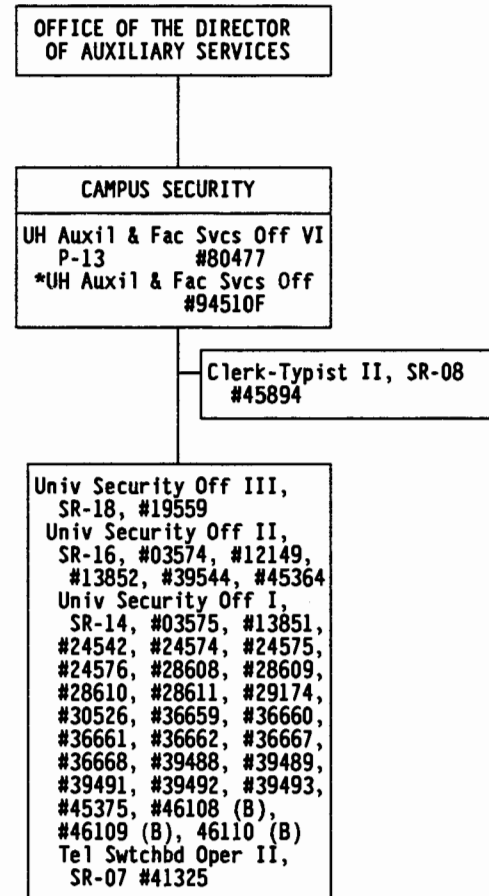 OFFICE OF THE DIRECTOR
OF AUXILIARY SERVICES
CAMPUS SECURITY
UH Auxil & Fac Svcs Off VI
P-13 #80477
*UH Auxil & Fac Svcs Off
#94510F
Clerk-Typist II, SR-08
#45894
Univ Security Off III,
SR-18, #19559
Univ Security Off II,
SR-16, #03574, #12149,
#13852, #39544, #45364
Univ Security Off I,
SR-14, #03575, #13851,
#24542, #24574, #24575,
#24576, #28608, #28609,
#28610, #28611, #29174,
#30526, #36659, #36660,
#36661, #36662, #36667,
#36668, #39488, #39489,
#39491, #39492, #39493,
#45375, #46108 (B),
#46109 (B), 46110 (B)
Tel Swtchbd Oper II,
SR-07 #41325